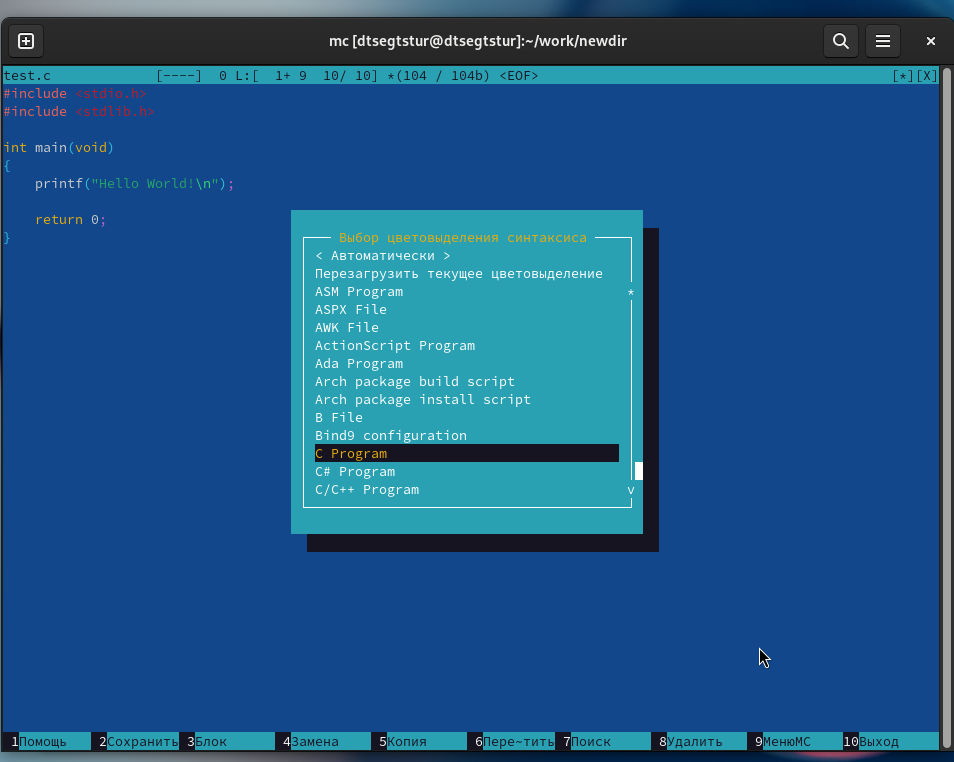 mc [dtsegtstur@dtsegtstur]:~/work/newdir
test.c [----] 0 L:[ 1+ 9 10/ 10] *(104 / 104b) <EOF> [*][X]
#include <stdio.h>
#include <stdlib.h>
int main(void)
{
printf("Hello World!\n");
return 0;
}
Выбор цветовыделения синтаксиса
< Автоматически >
Перезагрузить текущее цветовыделение
ASM Program
ASPX File
AWK File
ActionScript Program
Ada Program
Arch package build script
Arch package install script
B File
Bind9 configuration
C Program
C# Program
C/C++ Program
1Помощь 2Сохранить 3Блок 4Замена 5Копия 6Пере~тить 7Поиск 8Удалить 9МенюМС 10Выход